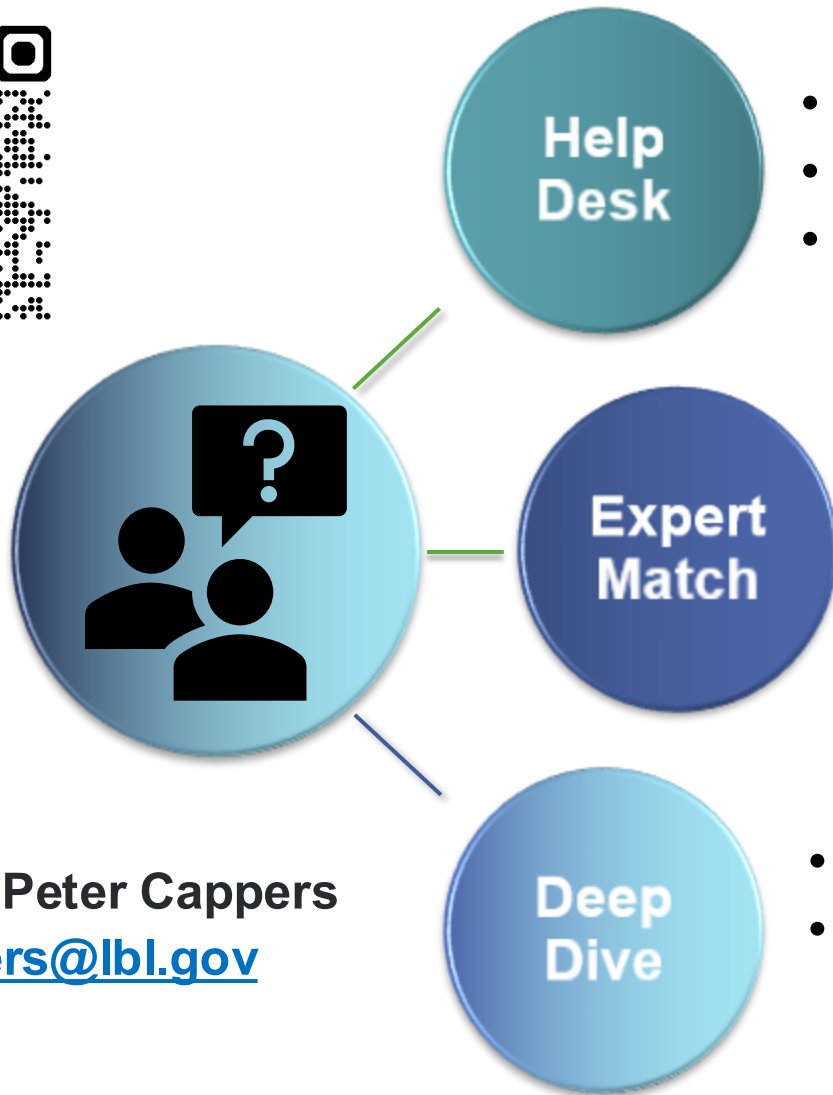 Help
Desk
?
Expert
Match
Deep
Dive
Peter Cappers
ers@lbl.gov